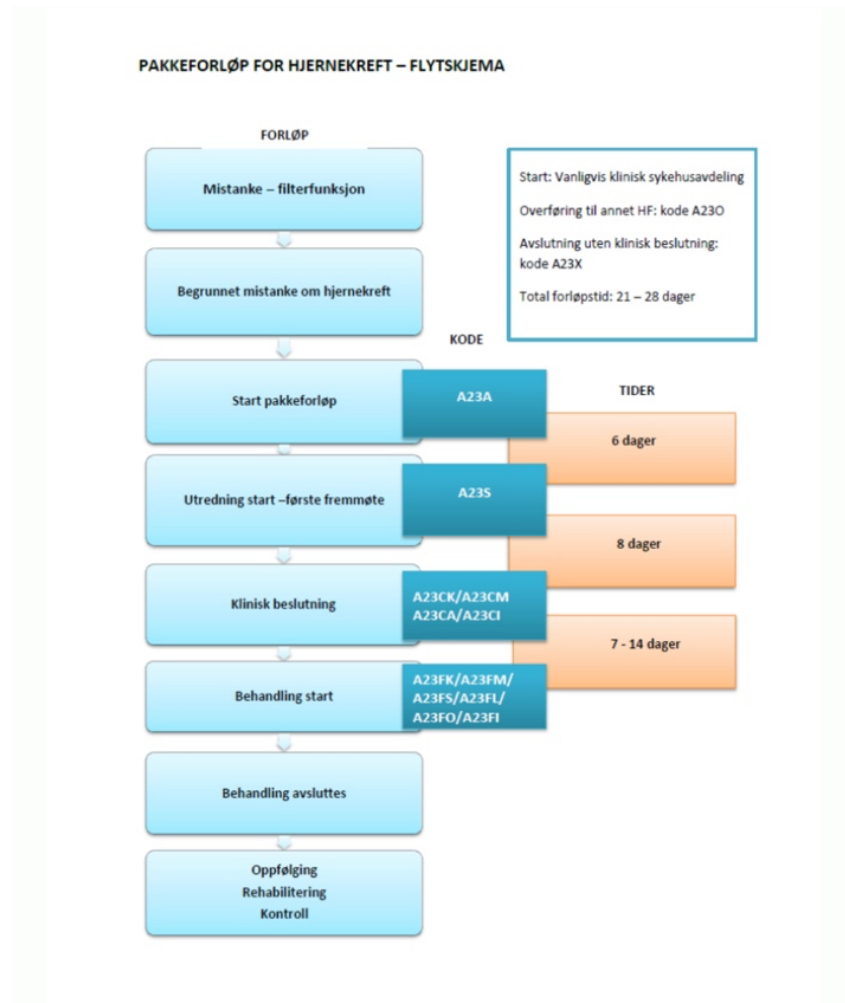 PAKKEFORLØP FOR HJERNEKREFT – FLYTSKJEMA
FORLØP
Mistanke – filterfunksjon
Start: Vanligvis klinisk sykehusavdeling
Overføring til annet HF: kode A23O
Avslutning uten klinisk beslutning:
kode A23X
Total forløpstid: 21 – 28 dager
Begrunnet mistanke om hjernekreft
KODE
TIDER
Start pakkeforløp
A23A
6 dager
Utredning start –første fremmøte
A23S
8 dager
Klinisk beslutning
A23CK/A23CM
A23CA/A23CI
7 - 14 dager
Behandling start
A23FK/A23FM/
A23FS/A23FL/
A23FO/A23FI
Behandling avsluttes
Oppfølging
Rehabilitering
Kontroll